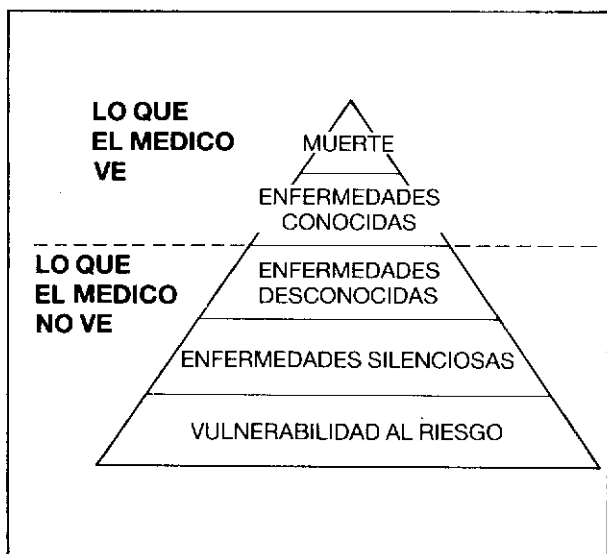 LO QUE
EL MEDICO
VE
MUERTE
ENFERMEDADES
CONOCIDAS
LO QUE
EL MEDICO
NO VE
ENFERMEDADES
DESCONOCIDAS
ENFERMEDADES SILENCIOSAS
VULNERABILIDAD AL RIESGO